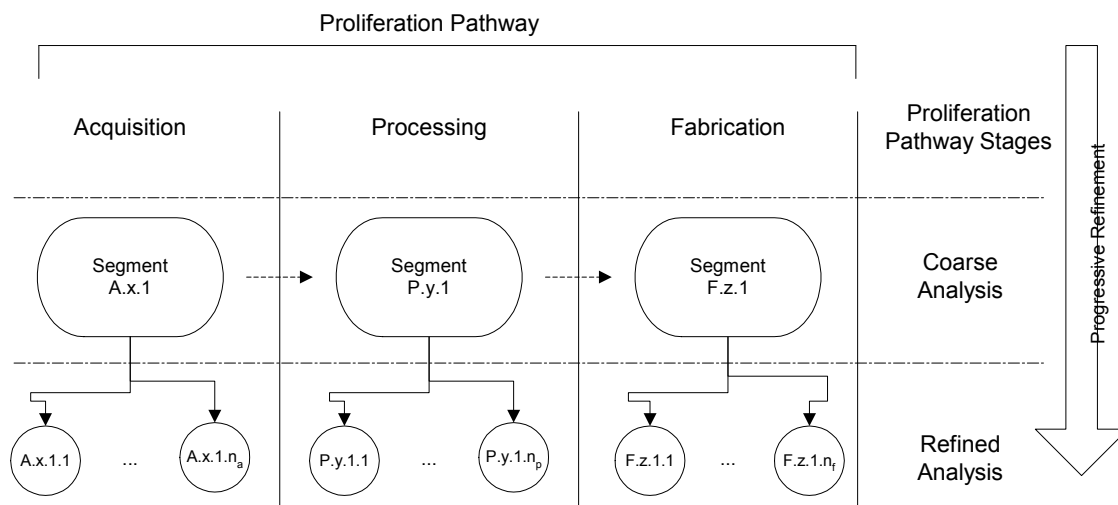 Proliferation Pathway
Acquisition
Processing
Fabrication
Proliferation
Pathway Stages
Progressive Refinement
Segment
A.x.1
Segment
P.y.1
Segment
F.z.1
Coarse
Analysis
A.x.1.1
...
A.x.1.nₐ
P.y.1.1
...
P.y.1.nₚ
F.z.1.1
...
F.z.1.n_f
Refined
Analysis